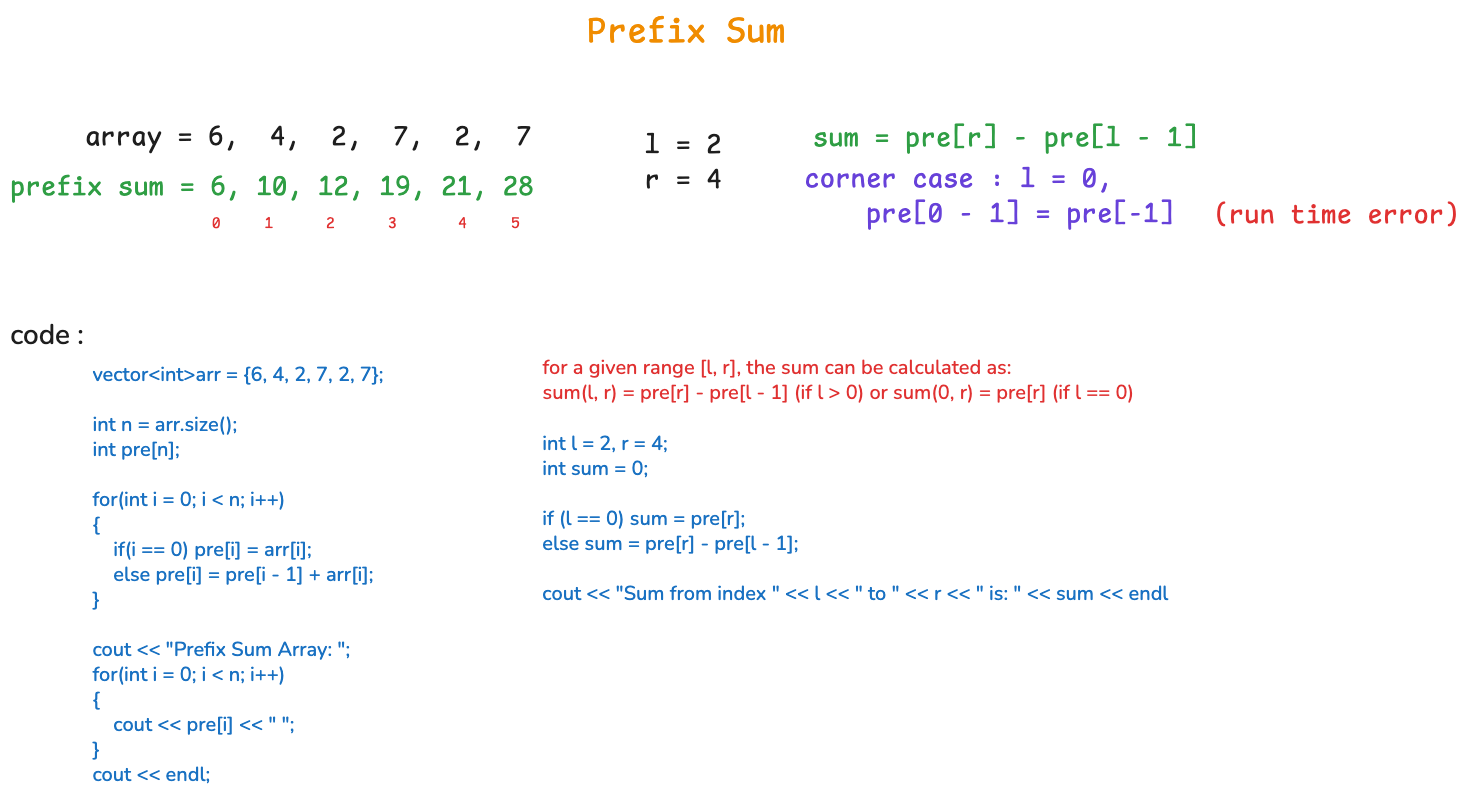 Prefix Sum
array = 6, 4, 2, 7, 2, 7
prefix sum = 6, 10, 12, 19, 21, 28
0 1 2 3 4 5
l = 2
r = 4
sum = pre[r] - pre[l - 1]
corner case : l = 0,
pre[0 - 1] = pre[-1] (run time error)
code :
vector<int>arr = {6, 4, 2, 7, 2, 7};
int n = arr.size();
int pre[n];
for(int i = 0; i < n; i++)
{
if(i == 0) pre[i] = arr[i];
else pre[i] = pre[i - 1] + arr[i];
}
cout << "Prefix Sum Array: ";
for(int i = 0; i < n; i++)
{
cout << pre[i] << " ";
}
cout << endl;
for a given range [l, r], the sum can be calculated as:
sum(l, r) = pre[r] - pre[l - 1] (if l > 0) or sum(0, r) = pre[r] (if l == 0)
int l = 2, r = 4;
int sum = 0;
if (l == 0) sum = pre[r];
else sum = pre[r] - pre[l - 1];
cout << "Sum from index " << l << " to " << r << " is: " << sum << endl